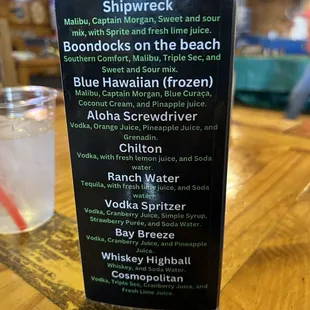 Shipwreck
Malibu, Captain Morgan, Sweet and sour
mix, with Sprite and fresh lime juice.
Boondocks on the beach
Southern Comfort, Malibu, Triple Sec, and
Sweet and Sour mix.
Blue Hawaiian (frozen)
Malibu, Captain Morgan, Blue Curaça,
Coconut Cream, and Pinapple juice.
Aloha Screwdriver
Vodka, Orange Juice, Pineapple Juice, and
Grenadin.
Chilton
Vodka, with fresh lemon juice, and Soda
water.
Ranch Water
Tequila, with fresh lime juice, and Soda
water.
Vodka Spritzer
Vodka, Cranberry Juice, Simple Syrup,
Strawberry Purée, and Soda Water.
Bay Breeze
Vodka, Cranberry Juice, and Pineapple
Juice.
Whiskey Highball
Whiskey, and Soda Water.
Cosmopolitan
Vodka, Triple Sec, Cranberry Juice, and
Fresh Lime Juice.